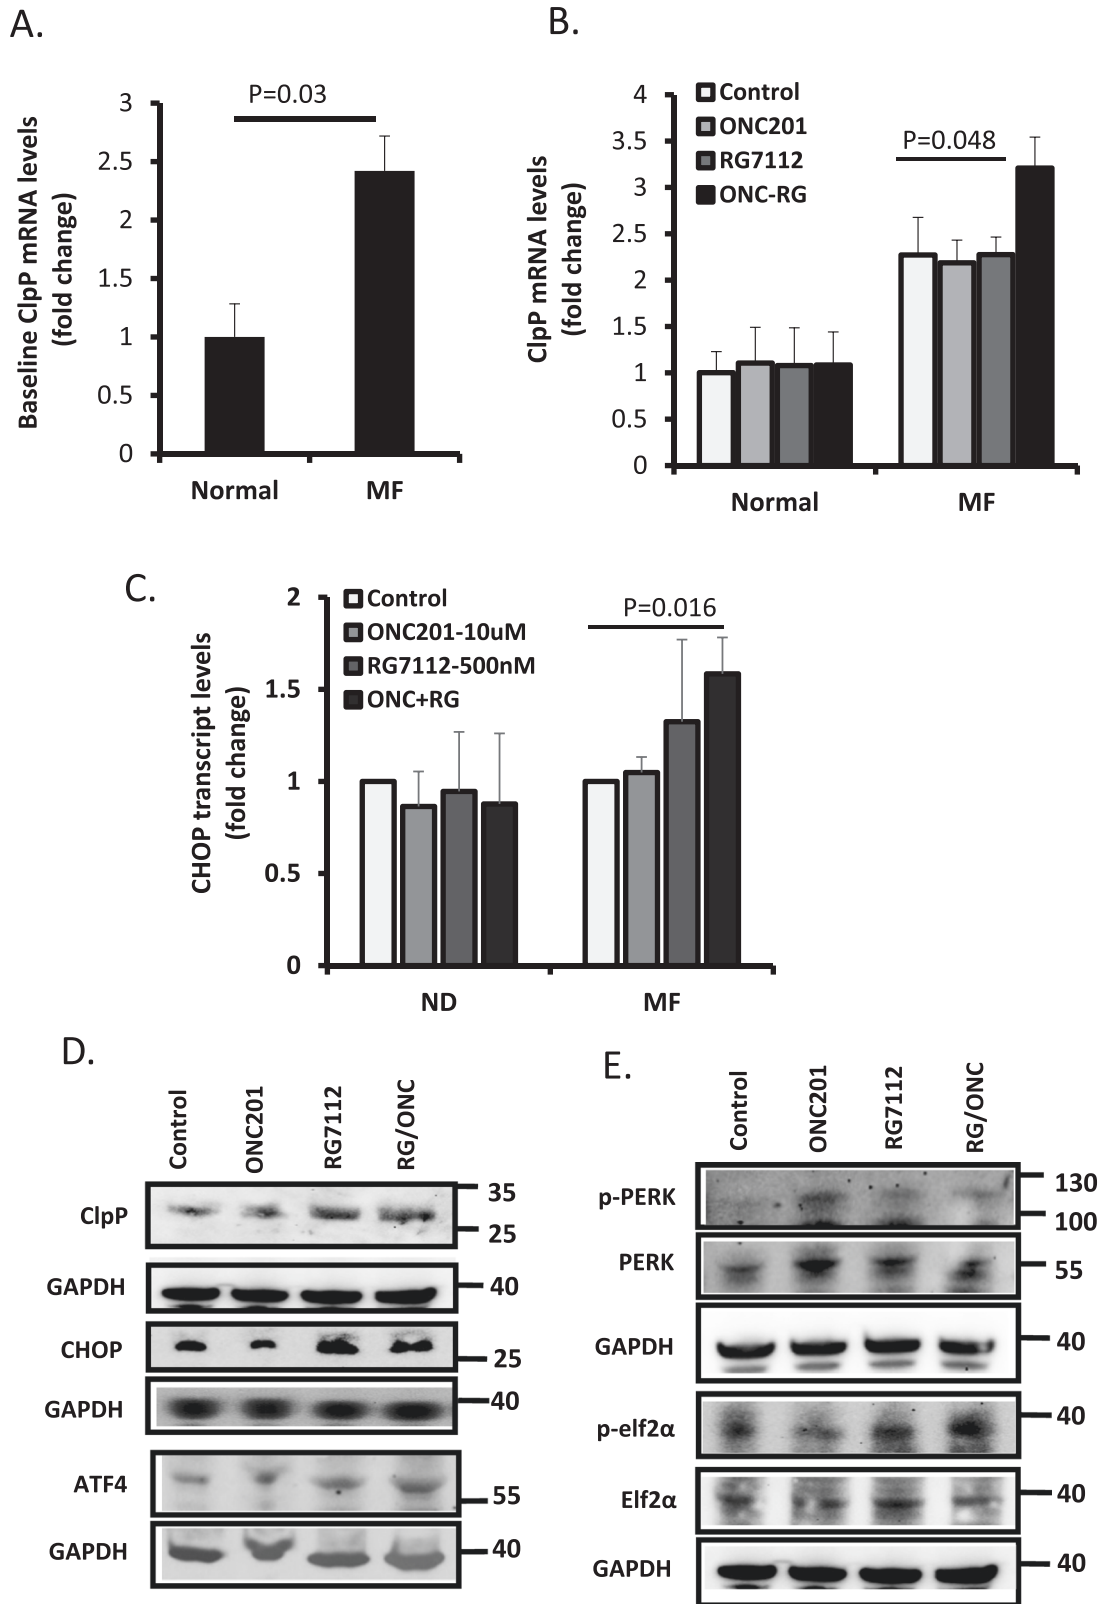 A.
P=0.03
3
2.5
2
1.5
1
0.5
0
Baseline ClpP mRNA levels
(fold change)
Normal MF
B.
4
3.5
3
2.5
2
1.5
1
0.5
0
ClpP mRNA levels
(fold change)
Control
ONC201
RG7112
ONC-RG
P=0.048
Normal MF
C.
2
1.5
1
0.5
0
CHOP transcript levels
(fold change)
Control
ONC201-10uM
RG7112-500nM
ONC+RG
P=0.016
ND MF
D.
Control ONC201 RG7112 RG/ONC
ClpP 35
25
GAPDH 40
CHOP 25
GAPDH 40
ATF4 55
GAPDH 40
E.
Control ONC201 RG7112 RG/ONC
p-PERK 130
100
PERK 55
GAPDH 40
p-elf2α 40
Elf2α 40
GAPDH 40